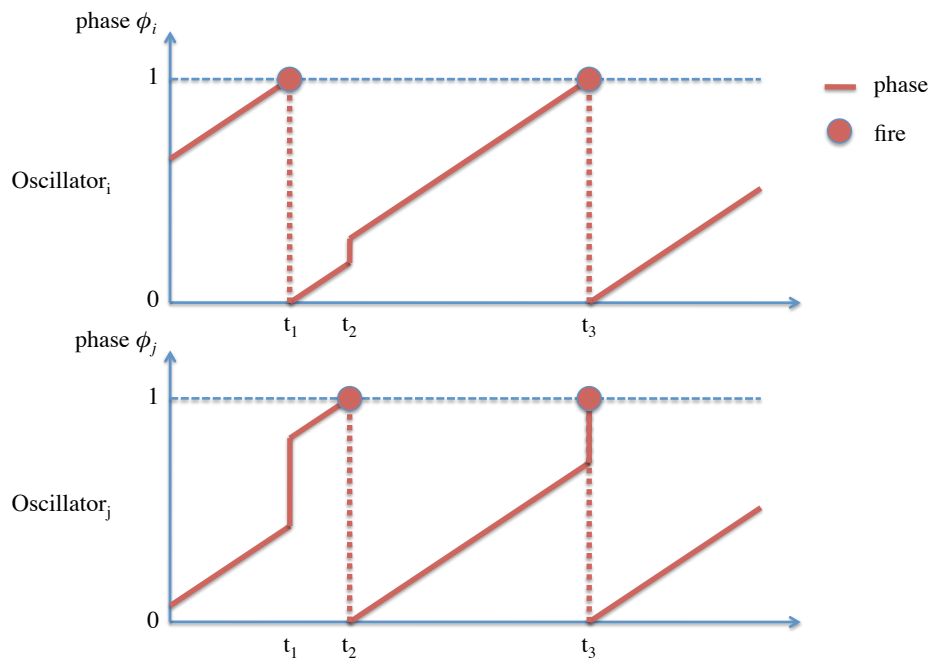 phase ϕᵢ
1
phase
fire
Oscillatorᵢ
0
t₁ t₂ t₃
phase ϕⱼ
1
Oscillatorⱼ
0
t₁ t₂ t₃